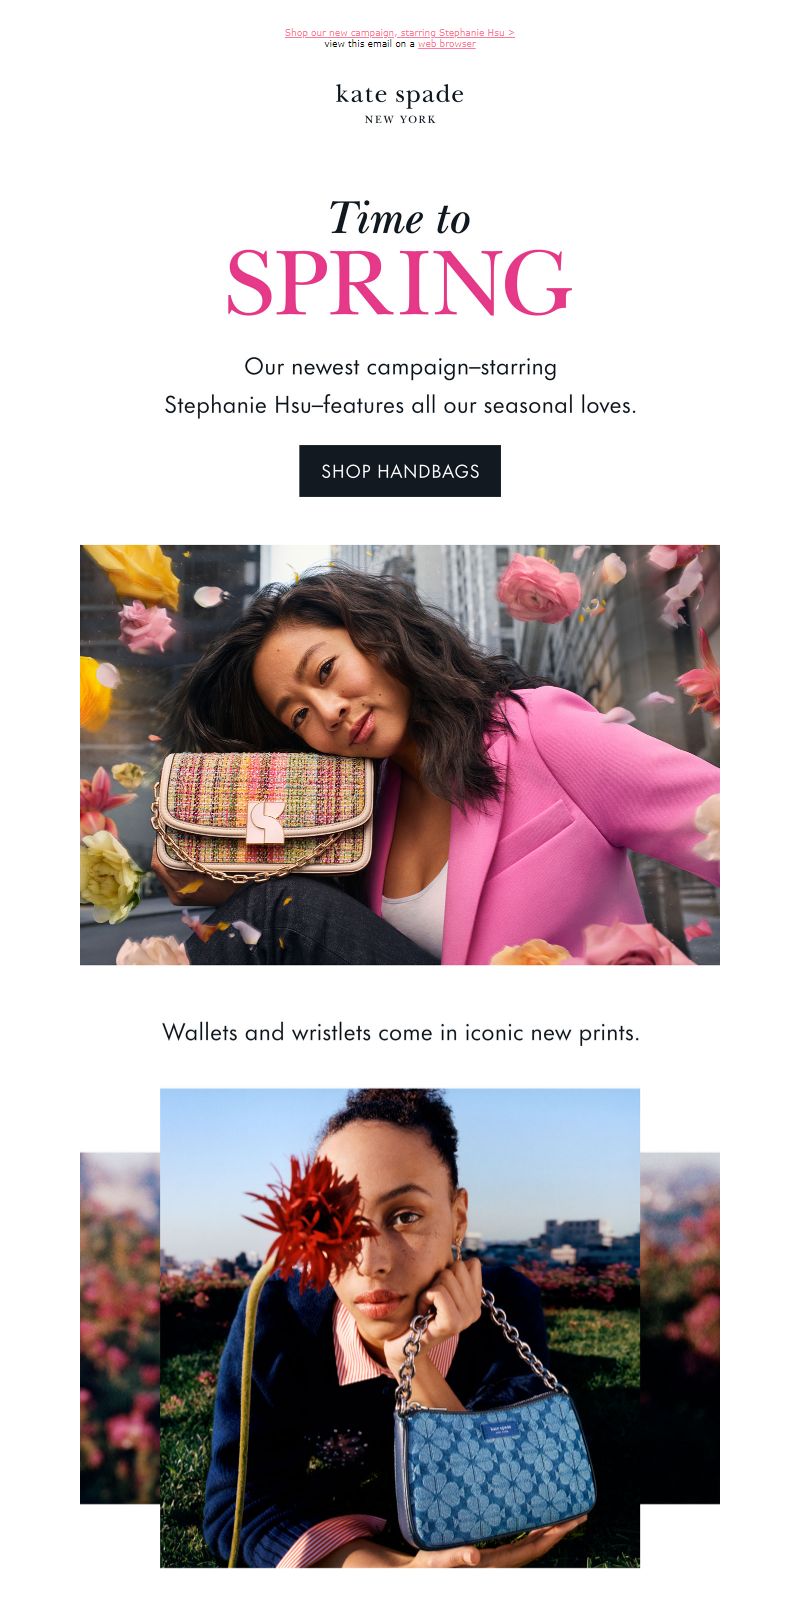 Shop our new campaign, starring Stephanie Hsu >
view this email on a web browser
kate spade
NEW YORK
Time to
SPRING
Our newest campaign–starring
Stephanie Hsu–features all our seasonal loves.
SHOP HANDBAGS
Wallets and wristlets come in iconic new prints.
kate spade
NEW YORK